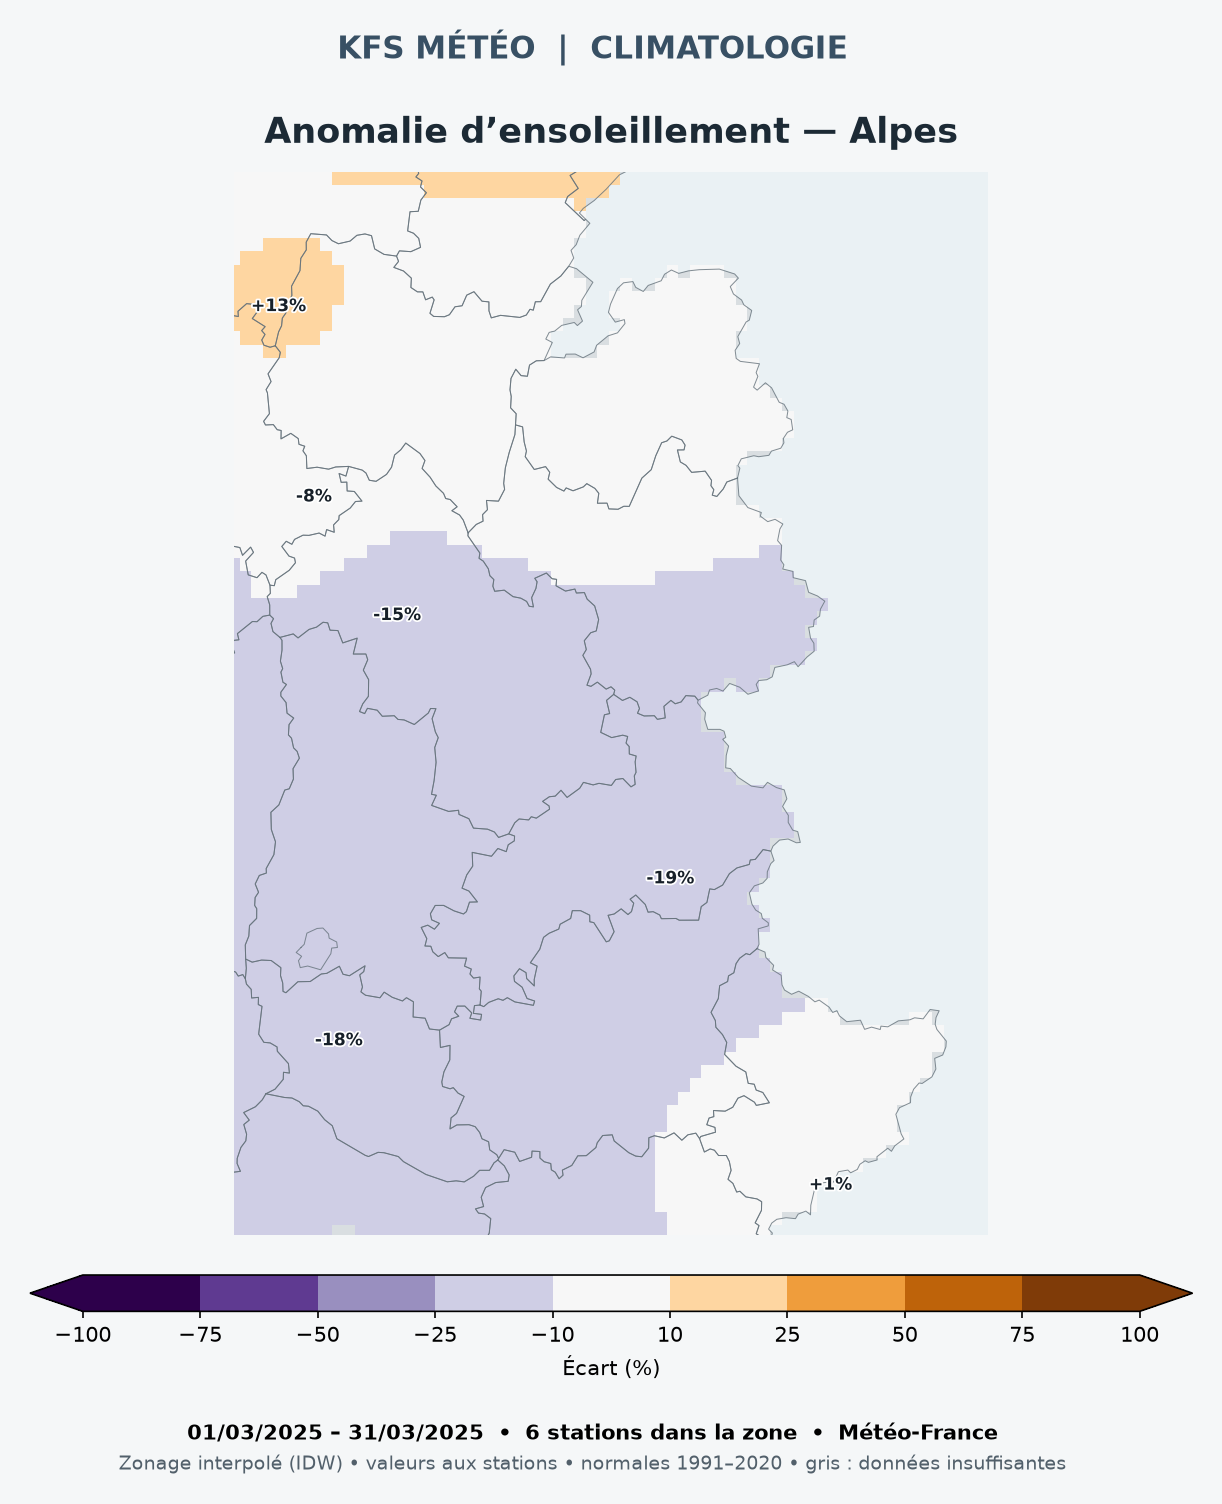 KFS MÉTÉO | CLIMATOLOGIE
Anomalie d’ensoleillement — Alpes
+13%
-8%
-15%
-19%
-18%
+1%
−100 −75 −50 −25 −10 10 25 50 75 100
Écart (%)
01/03/2025 – 31/03/2025 • 6 stations dans la zone • Météo-France
Zonage interpolé (IDW) • valeurs aux stations • normales 1991–2020 • gris : données insuffisantes